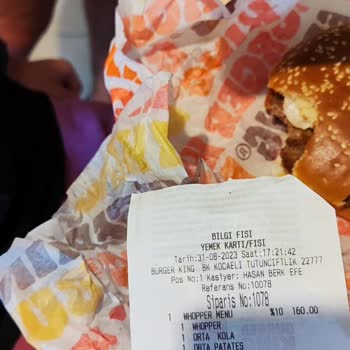 BILGI FISI
YEMEK KARTI/FISI
Tarih:31-08-2023 Saat:17:21:42
BURGER KING BK KOCAELI TUTUNCIFTLIK 22777
Pos No:1 Kasiyer: HASAN BERK EFE
Referans No:10078
Siparis No:1078
1 WHOPPER MENU %10 160.00
1 WHOPPER
1 ORTA KOLA
1 ORTA PATATES